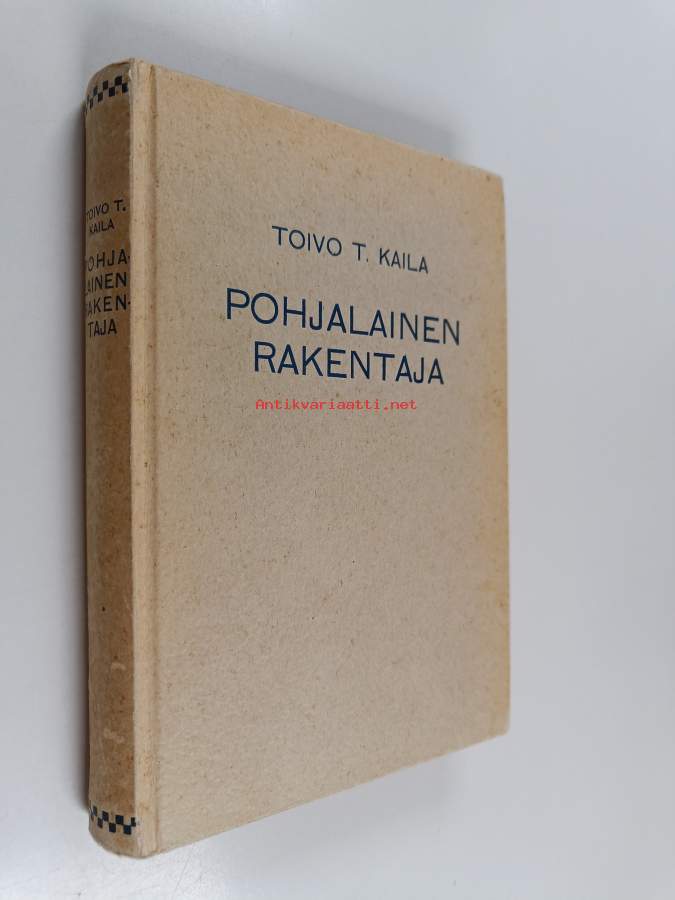 TOIVO T.
KAILA
POHJA-
LAINEN
RAKEN-
TAJA
TOIVO T. KAILA
POHJALAINEN
RAKENTAJA
Antikvariaatti.net